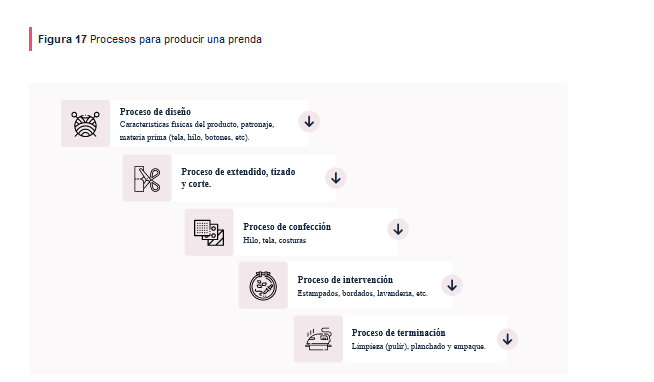 Figura 17 Procesos para producir una prenda
Proceso de diseño
Características físicas del producto, patronaje,
materia prima (tela, hilo, botones, etc).
Proceso de extendido, tizado
y corte.
Proceso de confección
Hilo, tela, costuras
Proceso de intervención
Estampados, bordados, lavandería, etc.
Proceso de terminación
Limpieza (pulir), planchado y empaque.